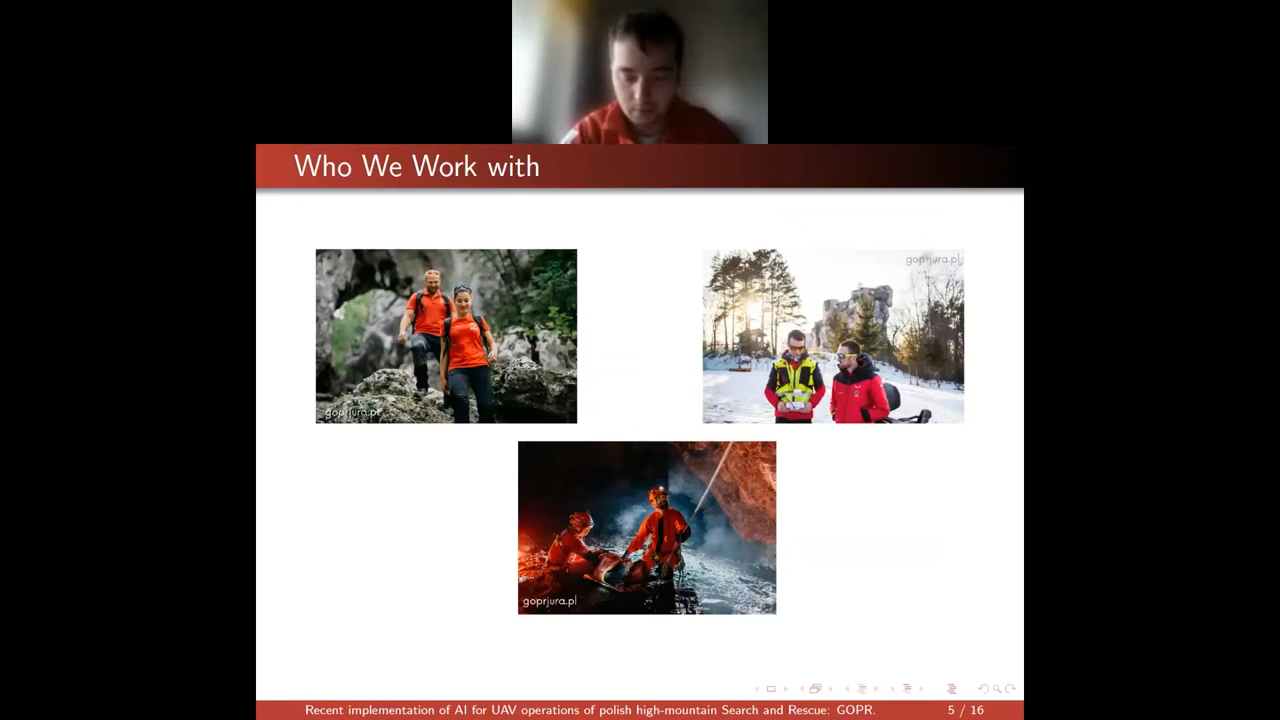 Who We Work with
goprjura.pl
goprjura.pl
goprjura.pl
Recent implementation of AI for UAV operations of polish high-mountain Search and Rescue: GOPR.
5 / 16